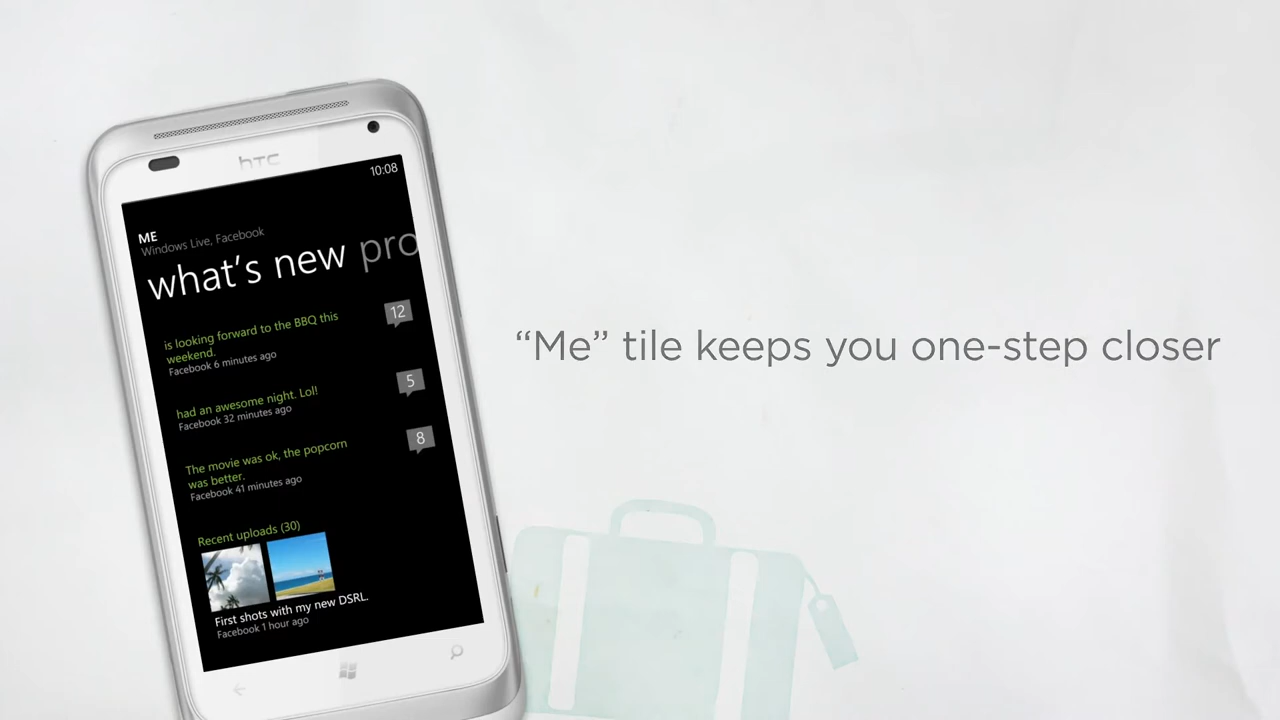 hTC
10:08
ME
Windows Live, Facebook
what's new pro
is looking forward to the BBQ this
weekend.
Facebook 6 minutes ago
12
had an awesome night. Lol!
Facebook 32 minutes ago
5
The movie was ok, the popcorn
was better.
Facebook 41 minutes ago
8
Recent uploads (30)
First shots with my new DSRL.
Facebook 1 hour ago
“Me” tile keeps you one-step closer